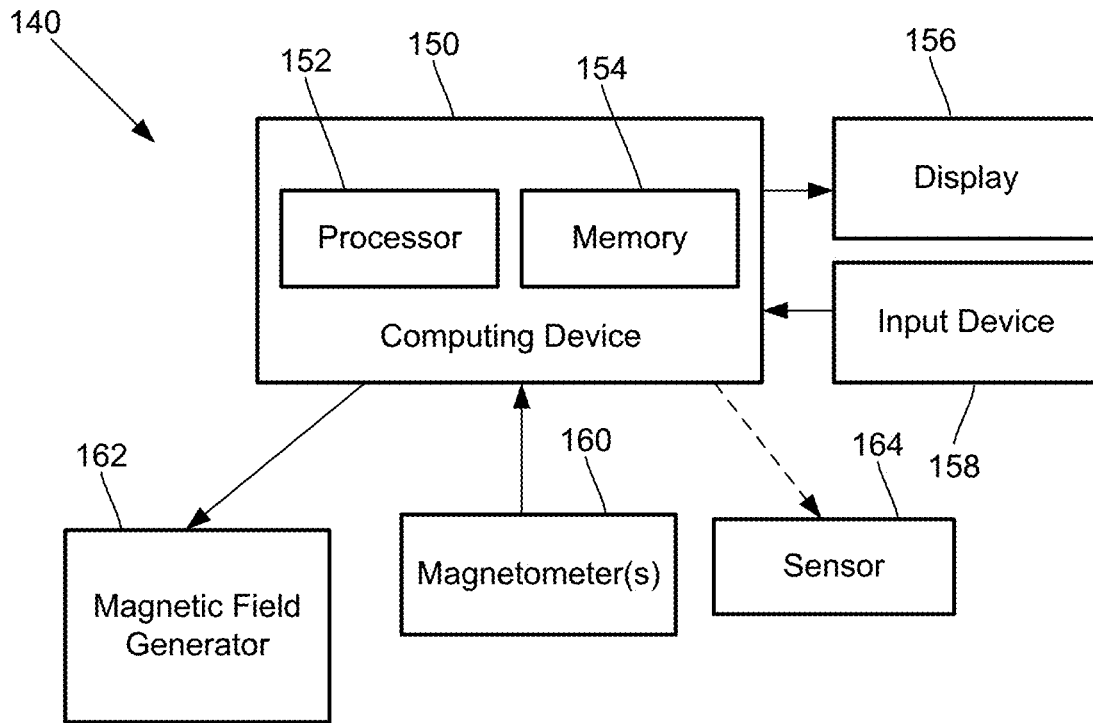 140
150
156
152
154
Display
Processor
Memory
Input Device
Computing Device
162
160
164
158
Magnetometer(s)
Sensor
Magnetic Field
Generator